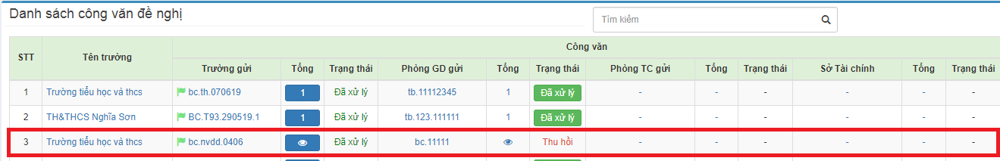 Danh sách công văn đề nghị
Tìm kiếm
STT Tên trường Công văn
Trường gửi Tổng Trạng thái Phòng GD gửi Tổng Trạng thái Phòng TC gửi Tổng Trạng thái Sở Tài chính Tổng Trạng thái
1 Trường tiểu học và thcs bc.th.070619 1 Đã xử lý tb.11112345 1 Đã xử lý - - - - - -
2 TH&THCS Nghĩa Sơn BC.T93.290519.1 1 Đã xử lý tb.123.111111 1 Đã xử lý - - - - - -
3 Trường tiểu học và thcs bc.nvdd.0406 Đã xử lý bc.11111 Thu hồi - - - - - -